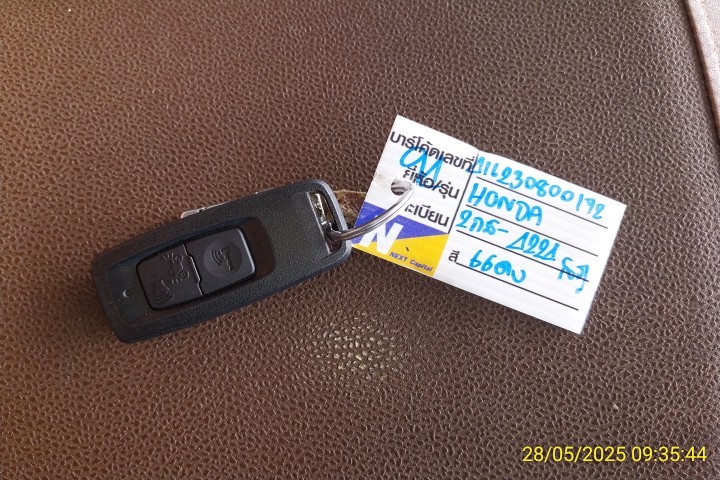 บาร์โค้ดเลขที่ 11L230800192
ยี่ห้อ/รุ่น HONDA
ทะเบียน 2กธ-1221
สี แดง
N
NEXT Capital
28/05/2025 09:35:44